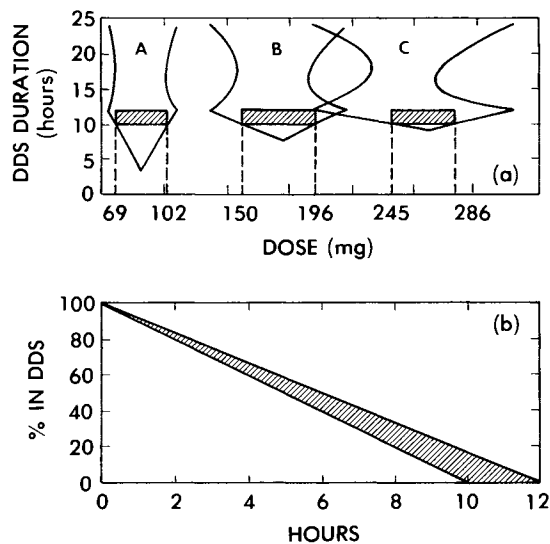 25
20
15
10
5
0
DDS DURATION
(hours)
A
B
C
(a)
69 102 150 196 245 286
DOSE (mg)
100
80
60
40
20
0
% IN DDS
(b)
0 2 4 6 8 10 12
HOURS